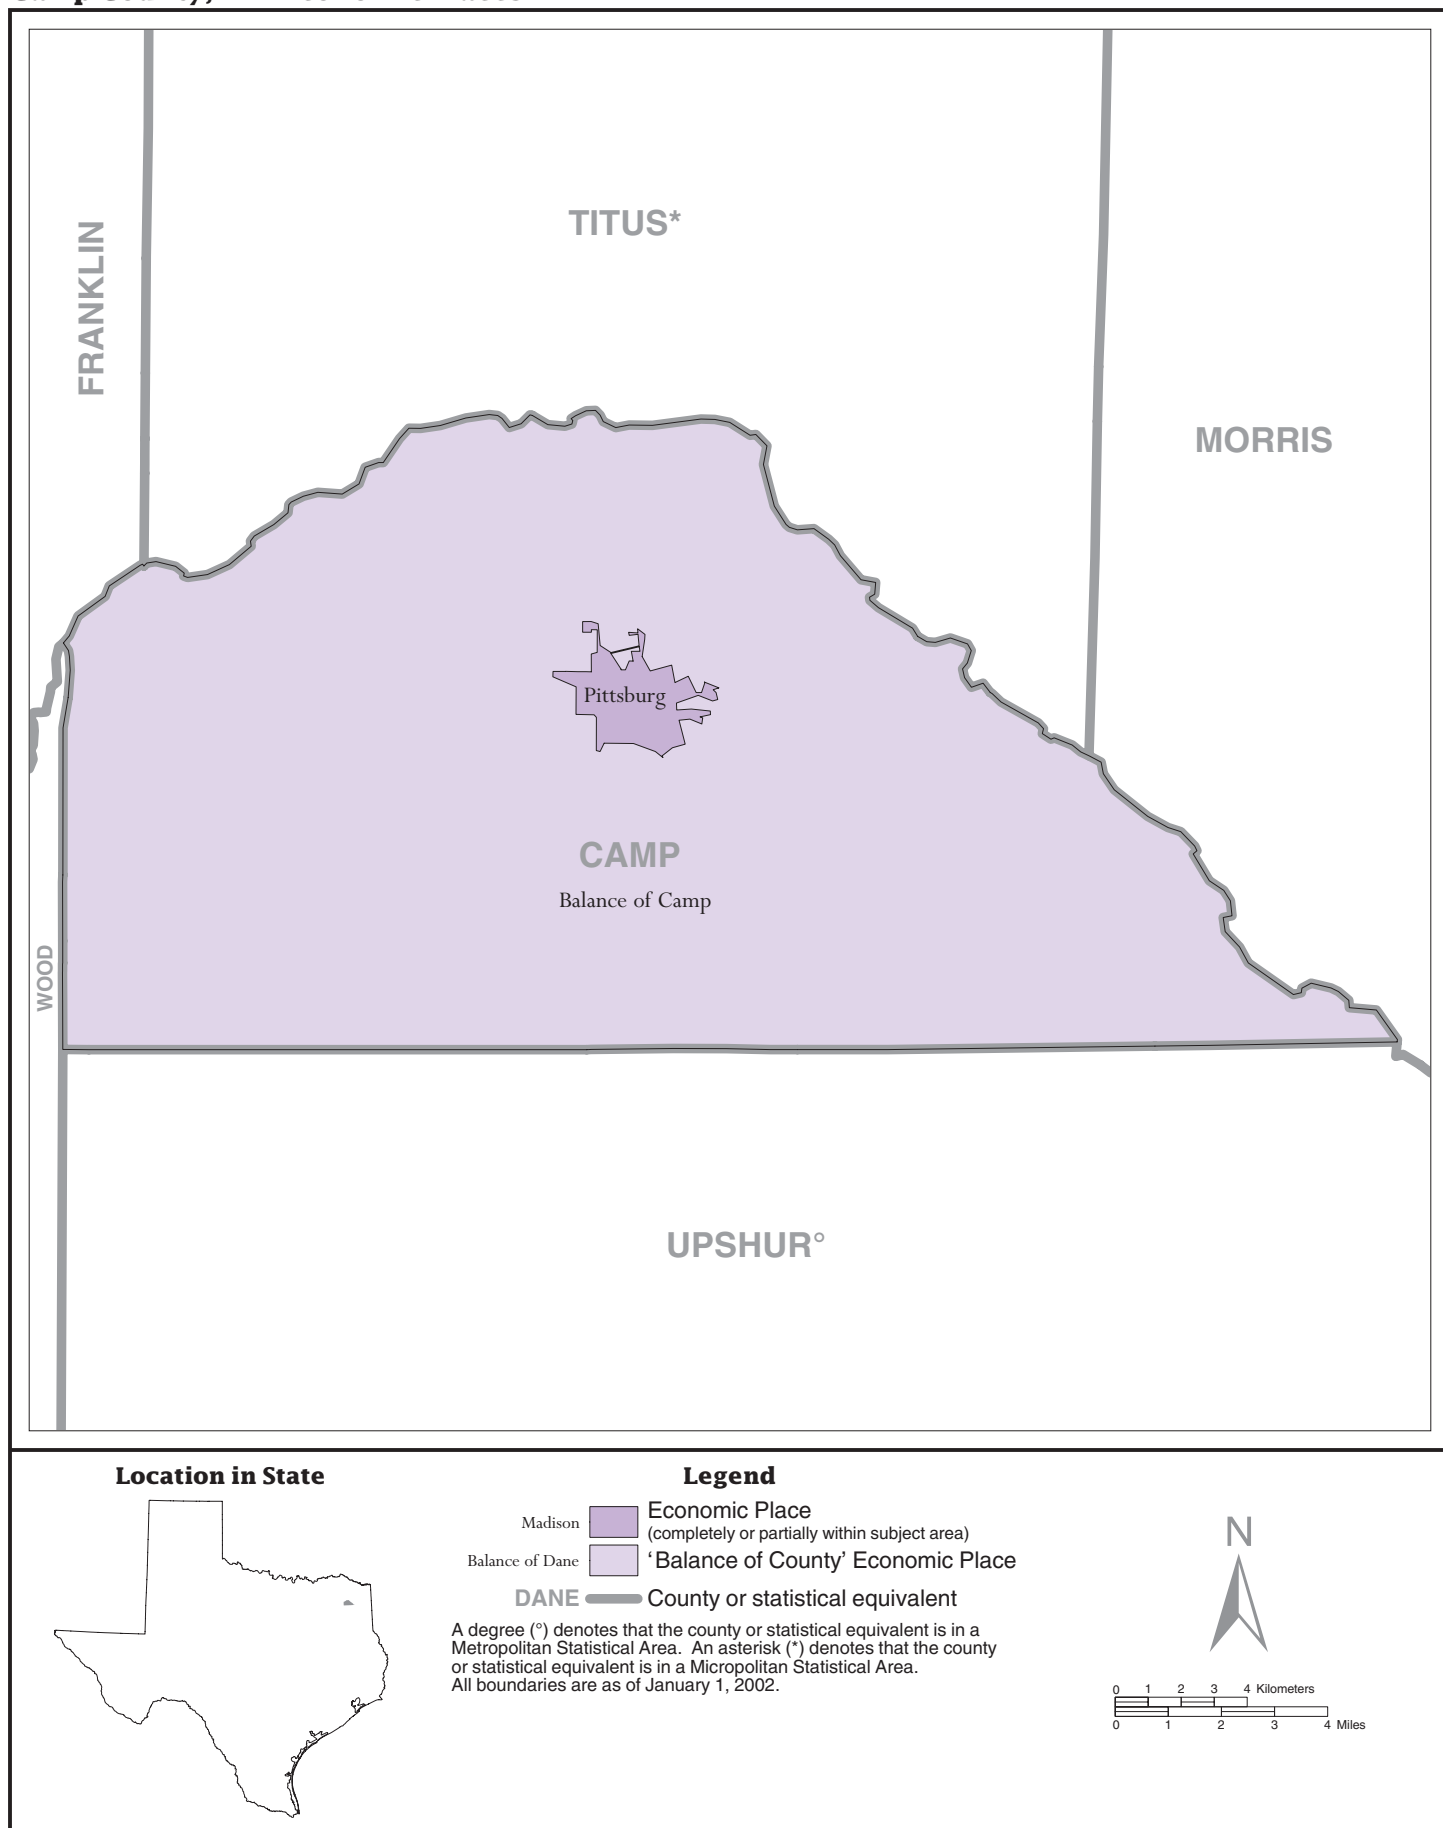 TITUS*
FRANKLIN
MORRIS
Pittsburg
CAMP
Balance of Camp
WOOD
UPSHUR°
Location in State
Legend
Madison
Economic Place
(completely or partially within subject area)
Balance of Dane
‘Balance of County’ Economic Place
DANE
County or statistical equivalent
A degree (°) denotes that the county or statistical equivalent is in a
Metropolitan Statistical Area. An asterisk (*) denotes that the county
or statistical equivalent is in a Micropolitan Statistical Area.
All boundaries are as of January 1, 2002.
N
0 1 2 3 4 Kilometers
0 1 2 3 4 Miles